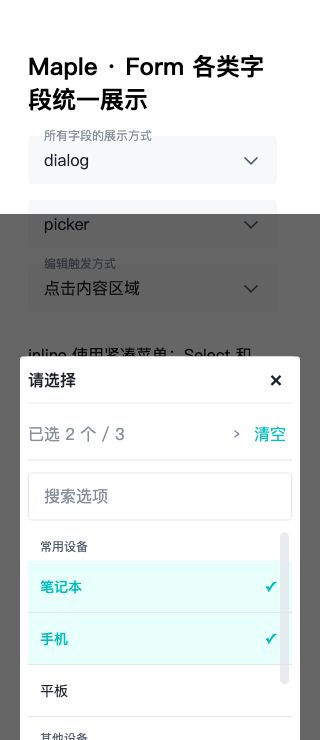 Maple · Form 各类字
段统一展示
所有字段的展示方式
dialog
picker
编辑触发方式
点击内容区域
inline 使用紧凑菜单；Select 和
请选择
已选 2 个 / 3
清空
搜索选项
常用设备
笔记本
手机
平板
其他设备